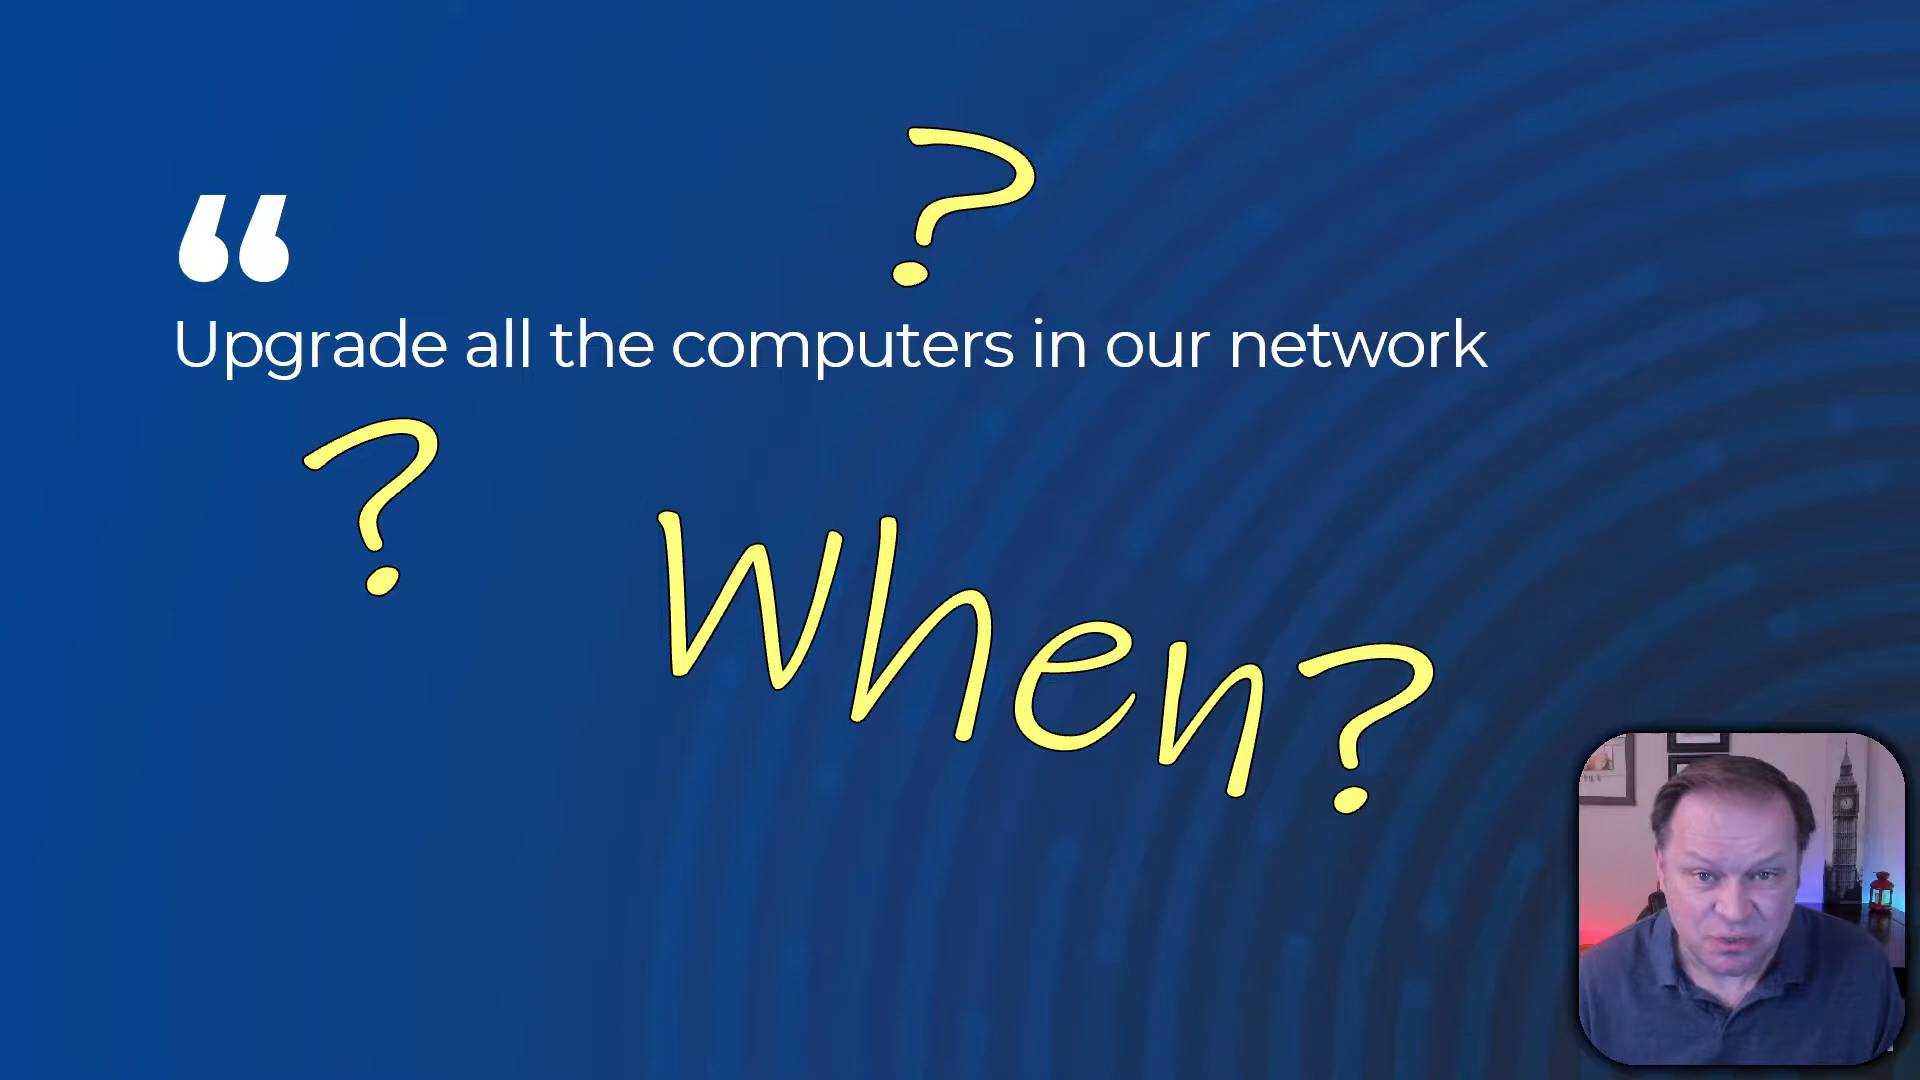 ?
“
Upgrade all the computers in our network
?
When?